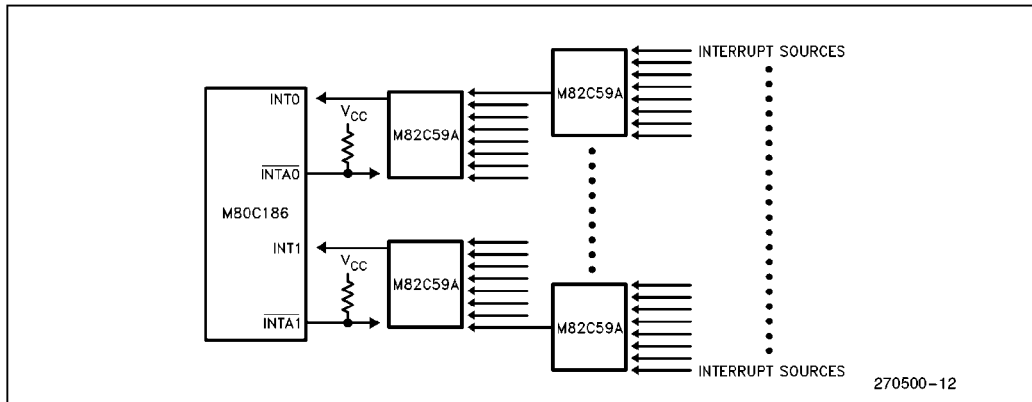 INTERRUPT SOURCES
M82C59A
INT0
VCC
M82C59A
INTA0
M80C186
INT1
VCC
M82C59A
INTA1
M82C59A
INTERRUPT SOURCES
270500-12